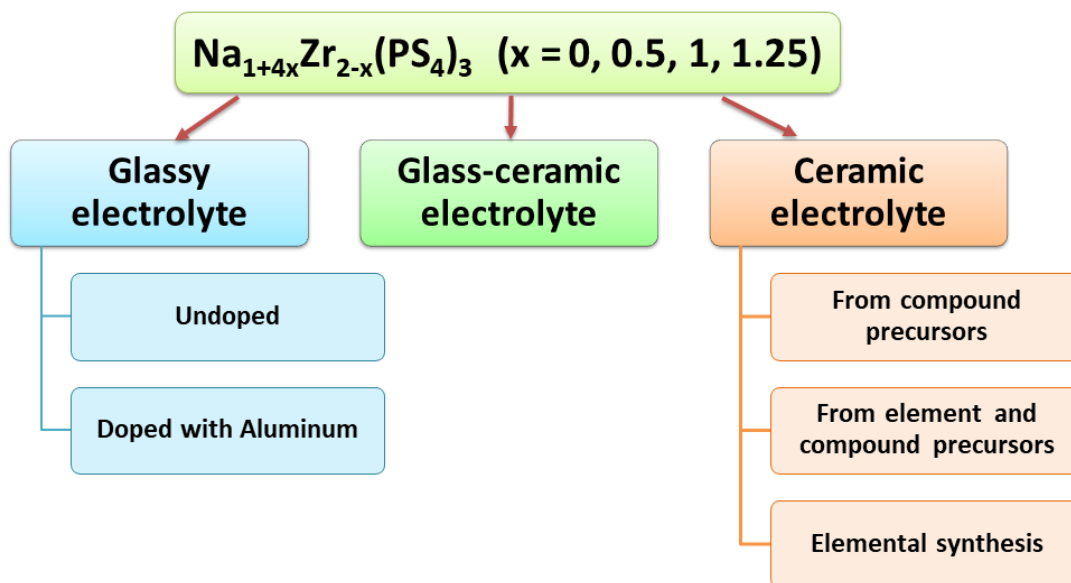 Na₁₊₄ₓZr₂₋ₓ(PS₄)₃ (x = 0, 0.5, 1, 1.25)
Glassy
electrolyte
Undoped
Doped with Aluminum
Glass-ceramic
electrolyte
Ceramic
electrolyte
From compound
precursors
From element and
compound precursors
Elemental synthesis